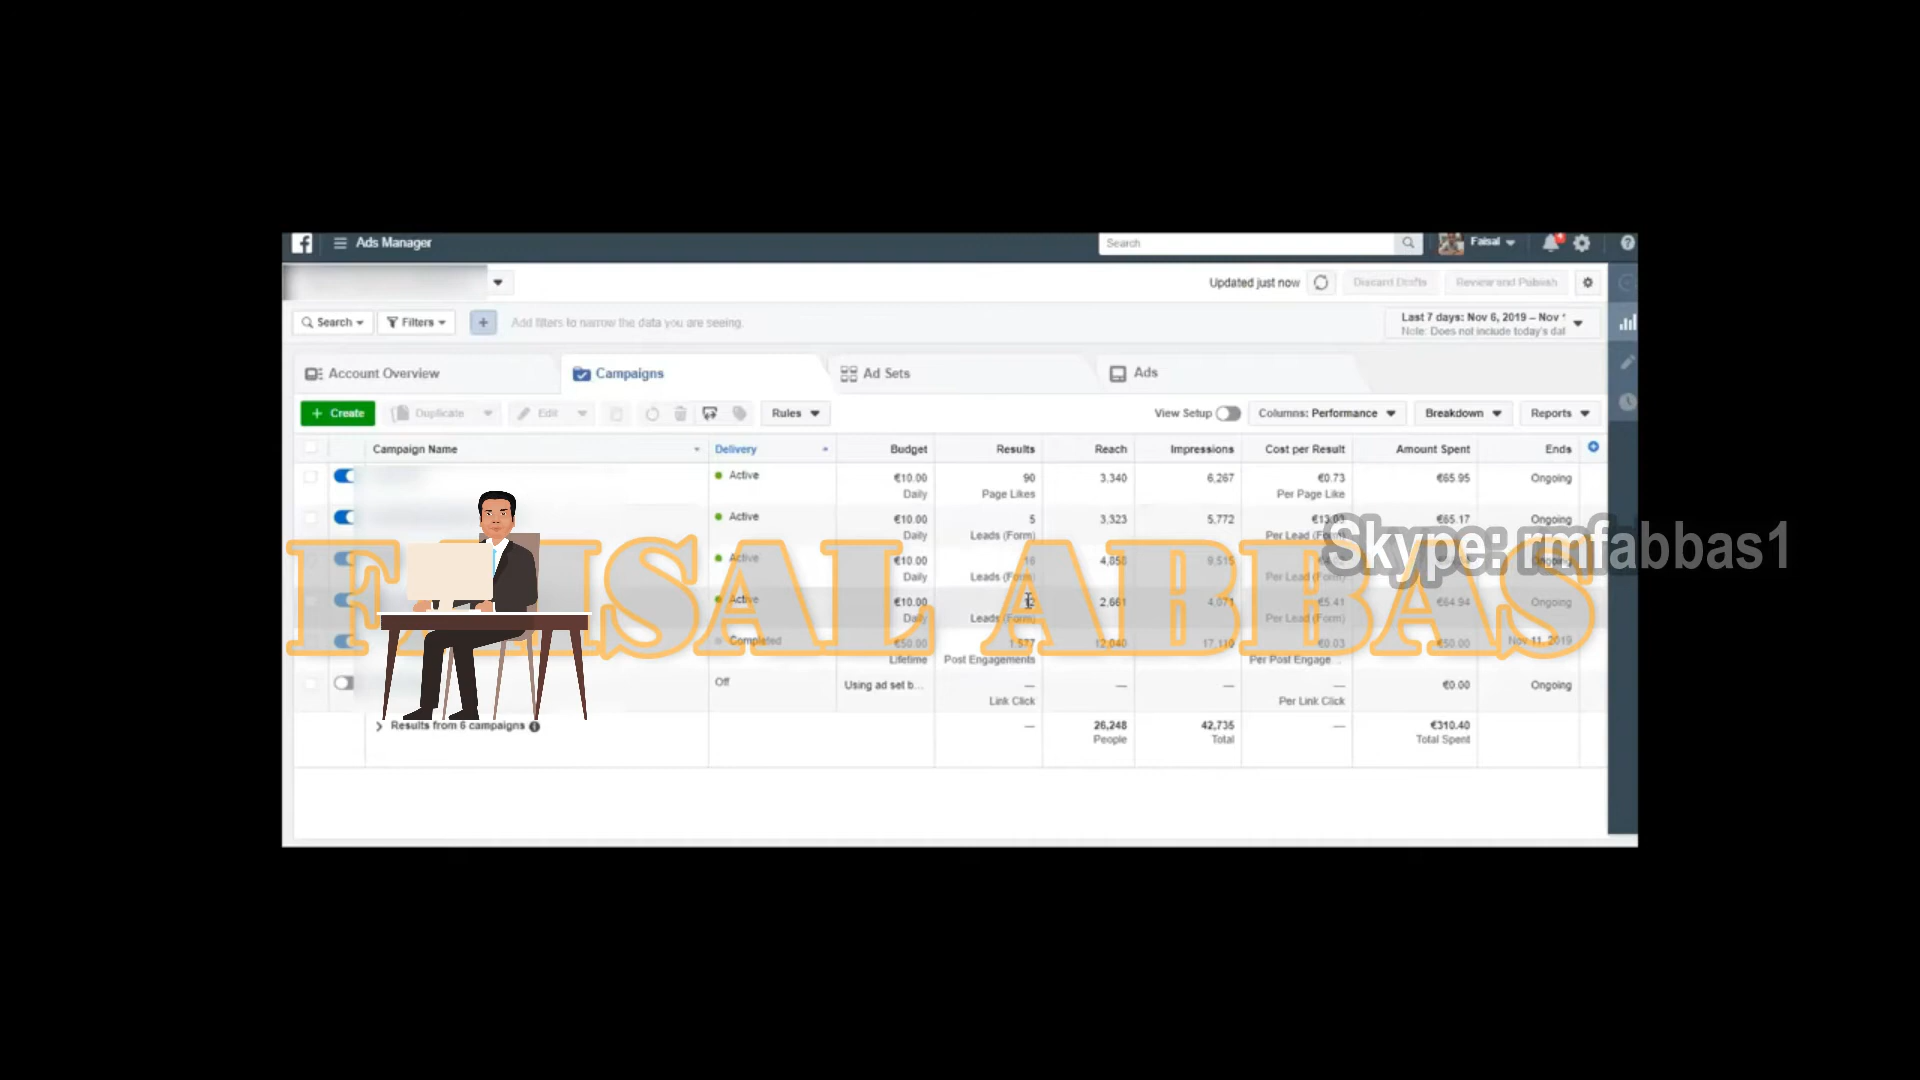 Ads Manager
Search
Faisal
Updated just now
Discard Drafts
Review and Publish
Search
Filters
Add filters to narrow the data you are seeing.
Last 7 days: Nov 6, 2019 – Nov
Note: Does not include today's dat
Account Overview
Campaigns
Ad Sets
Ads
+ Create
Duplicate
Edit
Rules
View Setup
Columns: Performance
Breakdown
Reports
Campaign Name Delivery Budget Results Reach Impressions Cost per Result Amount Spent Ends
Active €10.00 90 3,340 6,267 €0.73 €65.95 Ongoing
Daily Page Likes Per Page Like
Active €10.00 5 3,323 5,772 €13.03 €65.17 Ongoing
Daily Leads (Form) Per Lead (Form)
Skype: rmfabbas1
Active €10.00 16 4,858 9,515 Ongoing
Daily Leads (Form) Per Lead (Form)
FAISAL ABBAS
Active €10.00 12 2,661 4,071 €5.41 €64.94 Ongoing
Daily Leads (Form) Per Lead (Form)
Completed €50.00 1,577 12,040 17,110 €0.03 €50.00 Nov 11, 2019
Lifetime Post Engagements Per Post Engage...
Off Using ad set b... — — — — €0.00 Ongoing
Link Click Per Link Click
Results from 6 campaigns — 26,248 42,735 — €310.40
People Total Total Spent